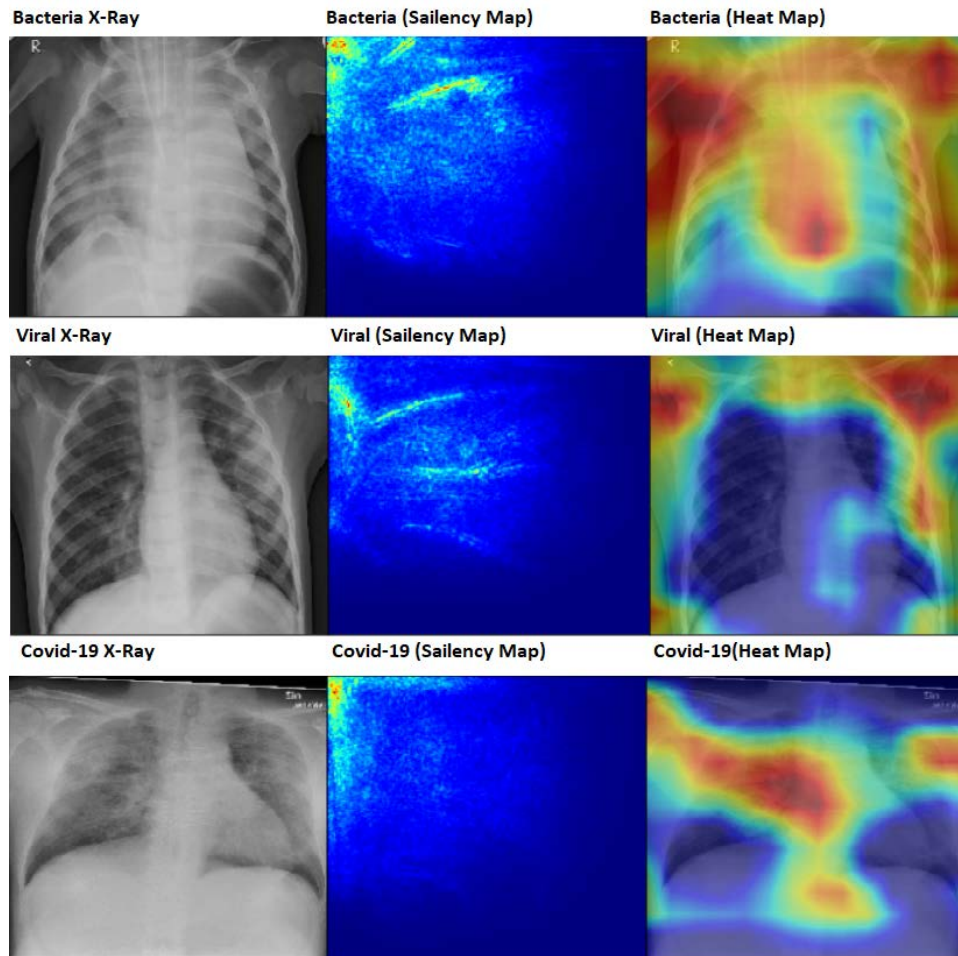 Bacteria X-Ray Bacteria (Sailency Map) Bacteria (Heat Map)
R R
Viral X-Ray Viral (Sailency Map) Viral (Heat Map)
Covid-19 X-Ray Covid-19 (Sailency Map) Covid-19(Heat Map)